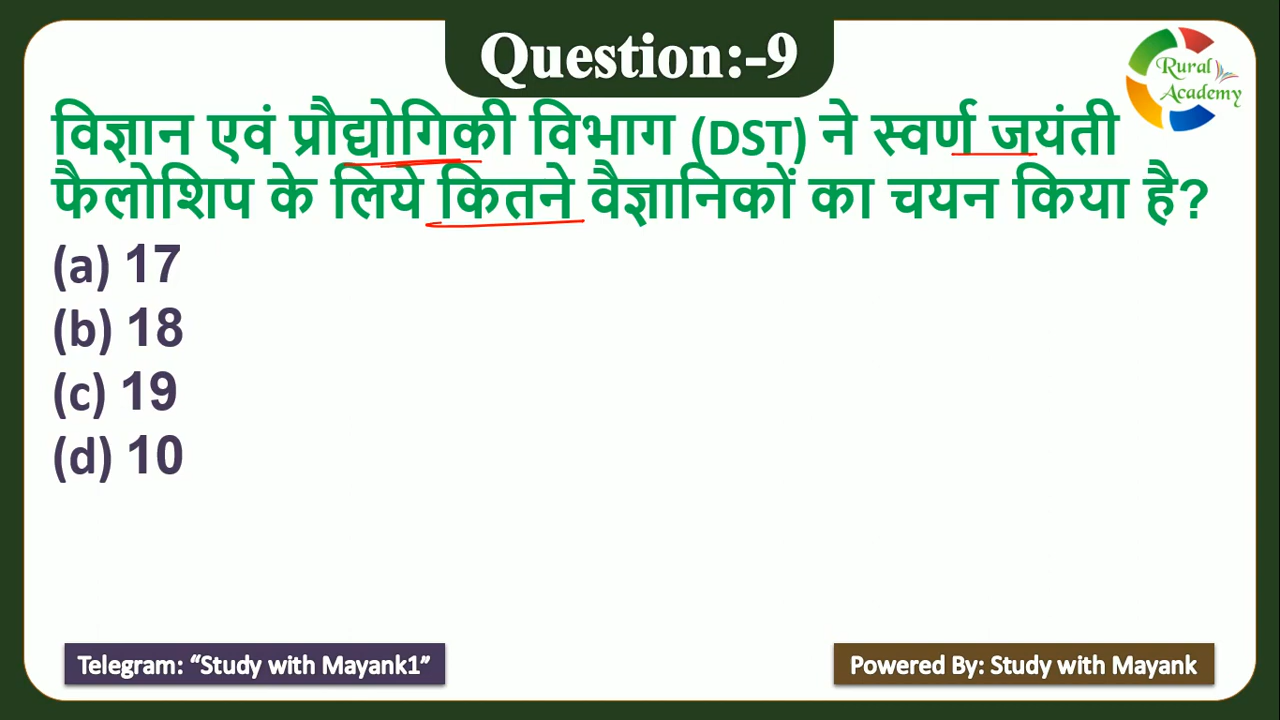 Question:-9
Rural
Academy
विज्ञान एवं प्रौद्योगिकी विभाग (DST) ने स्वर्ण जयंती
फैलोशिप के लिये कितने वैज्ञानिकों का चयन किया है?
(a) 17
(b) 18
(c) 19
(d) 10
Telegram: “Study with Mayank1”
Powered By: Study with Mayank